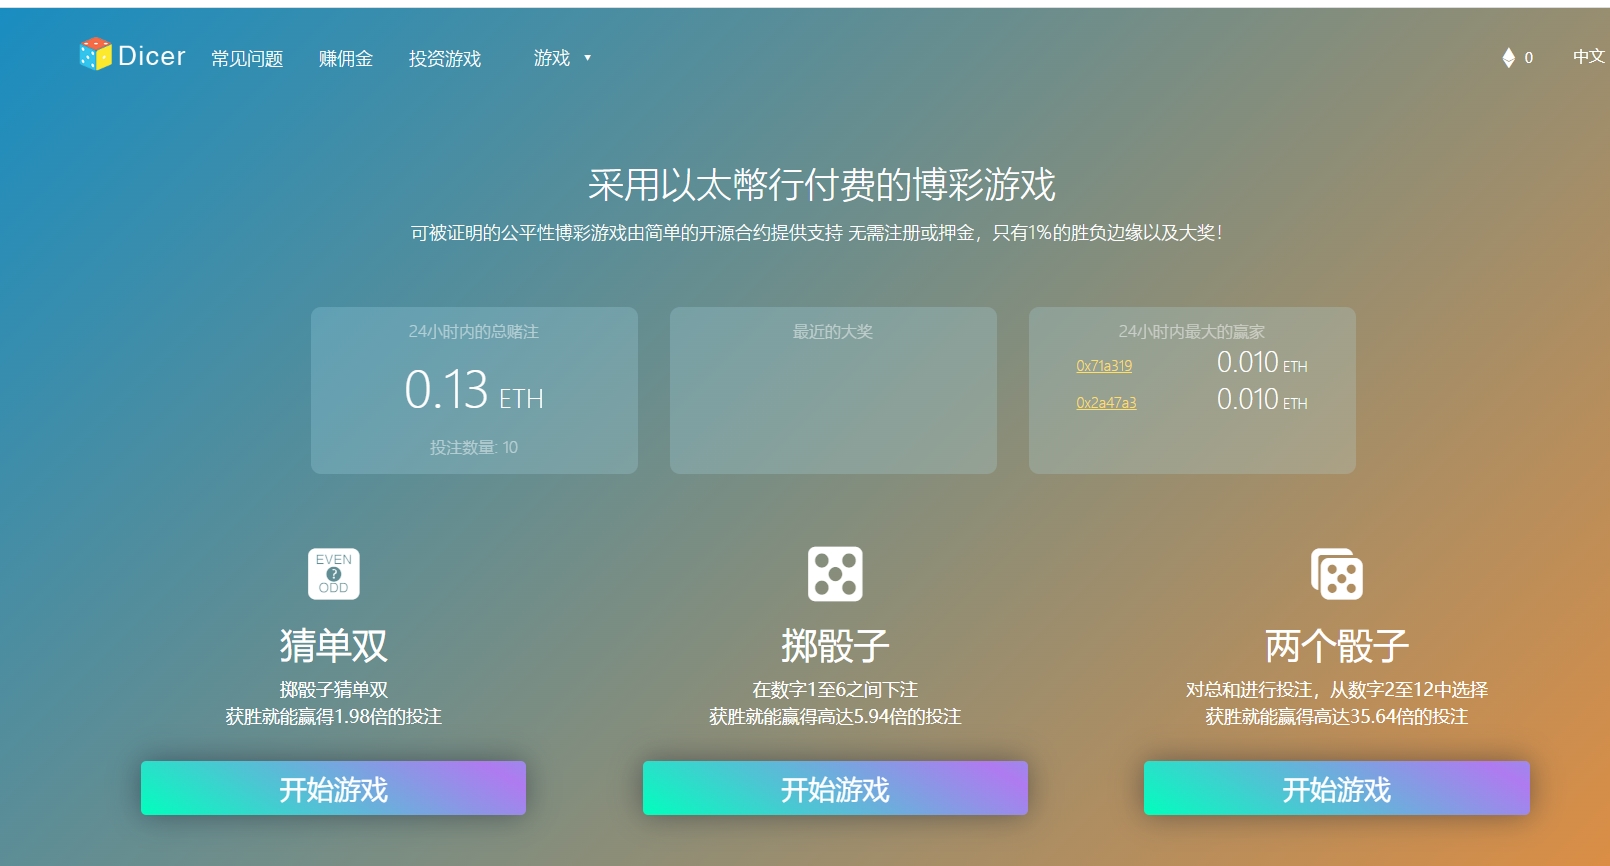 Dicer 常见问题 赚佣金 投资游戏 游戏 0 中文
采用以太幣行付费的博彩游戏
可被证明的公平性博彩游戏由简单的开源合约提供支持 无需注册或押金，只有1%的胜负边缘以及大奖！
24小时内的总赌注
0.13 ETH
投注数量: 10
最近的大奖
24小时内最大的赢家
0x71a319 0.010 ETH
0x2a47a3 0.010 ETH
EVEN
?
ODD
猜单双
掷骰子猜单双
获胜就能赢得1.98倍的投注
开始游戏
掷骰子
在数字1至6之间下注
获胜就能赢得高达5.94倍的投注
开始游戏
两个骰子
对总和进行投注，从数字2至12中选择
获胜就能赢得高达35.64倍的投注
开始游戏